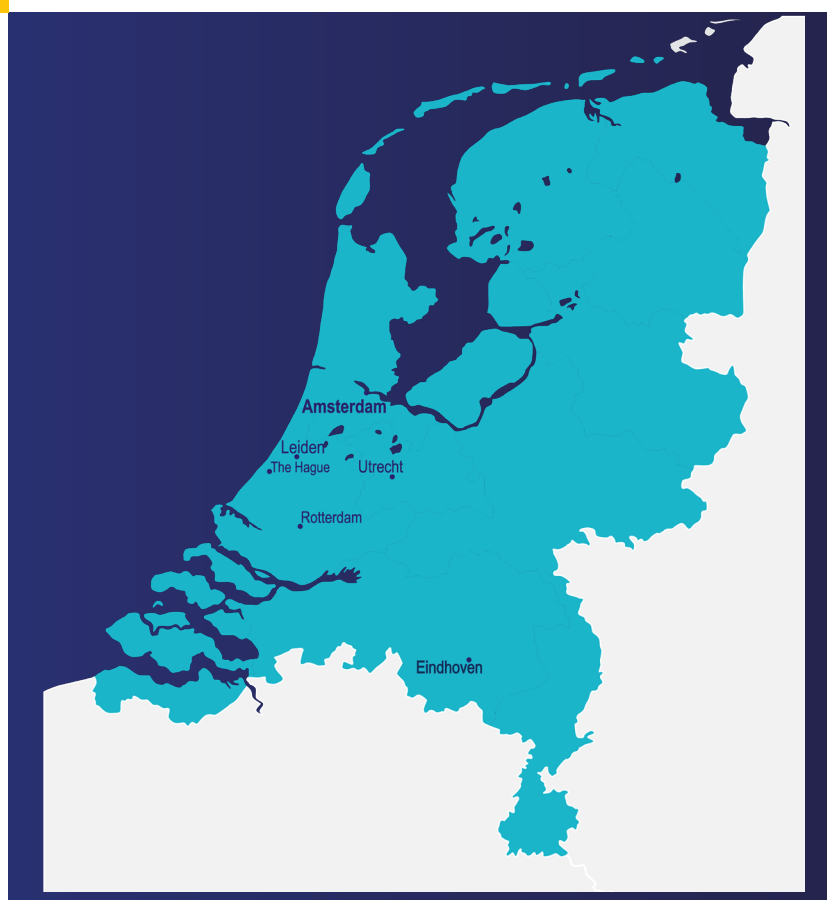 Amsterdam
Leiden
The Hague
Utrecht
Rotterdam
Eindhoven